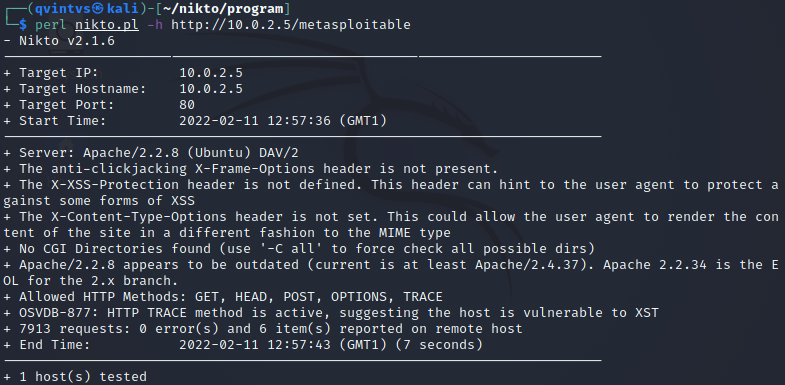 ┌──(qvintvs㉿kali)-[~/nikto/program]
└─$ perl nikto.pl -h http://10.0.2.5/metasploitable
- Nikto v2.1.6
---------------------------------------------------------------------------
+ Target IP:          10.0.2.5
+ Target Hostname:    10.0.2.5
+ Target Port:        80
+ Start Time:         2022-02-11 12:57:36 (GMT1)
---------------------------------------------------------------------------
+ Server: Apache/2.2.8 (Ubuntu) DAV/2
+ The anti-clickjacking X-Frame-Options header is not present.
+ The X-XSS-Protection header is not defined. This header can hint to the user agent to protect a
gainst some forms of XSS
+ The X-Content-Type-Options header is not set. This could allow the user agent to render the con
tent of the site in a different fashion to the MIME type
+ No CGI Directories found (use '-C all' to force check all possible dirs)
+ Apache/2.2.8 appears to be outdated (current is at least Apache/2.4.37). Apache 2.2.34 is the E
OL for the 2.x branch.
+ Allowed HTTP Methods: GET, HEAD, POST, OPTIONS, TRACE
+ OSVDB-877: HTTP TRACE method is active, suggesting the host is vulnerable to XST
+ 7913 requests: 0 error(s) and 6 item(s) reported on remote host
+ End Time:           2022-02-11 12:57:43 (GMT1) (7 seconds)
---------------------------------------------------------------------------
+ 1 host(s) tested